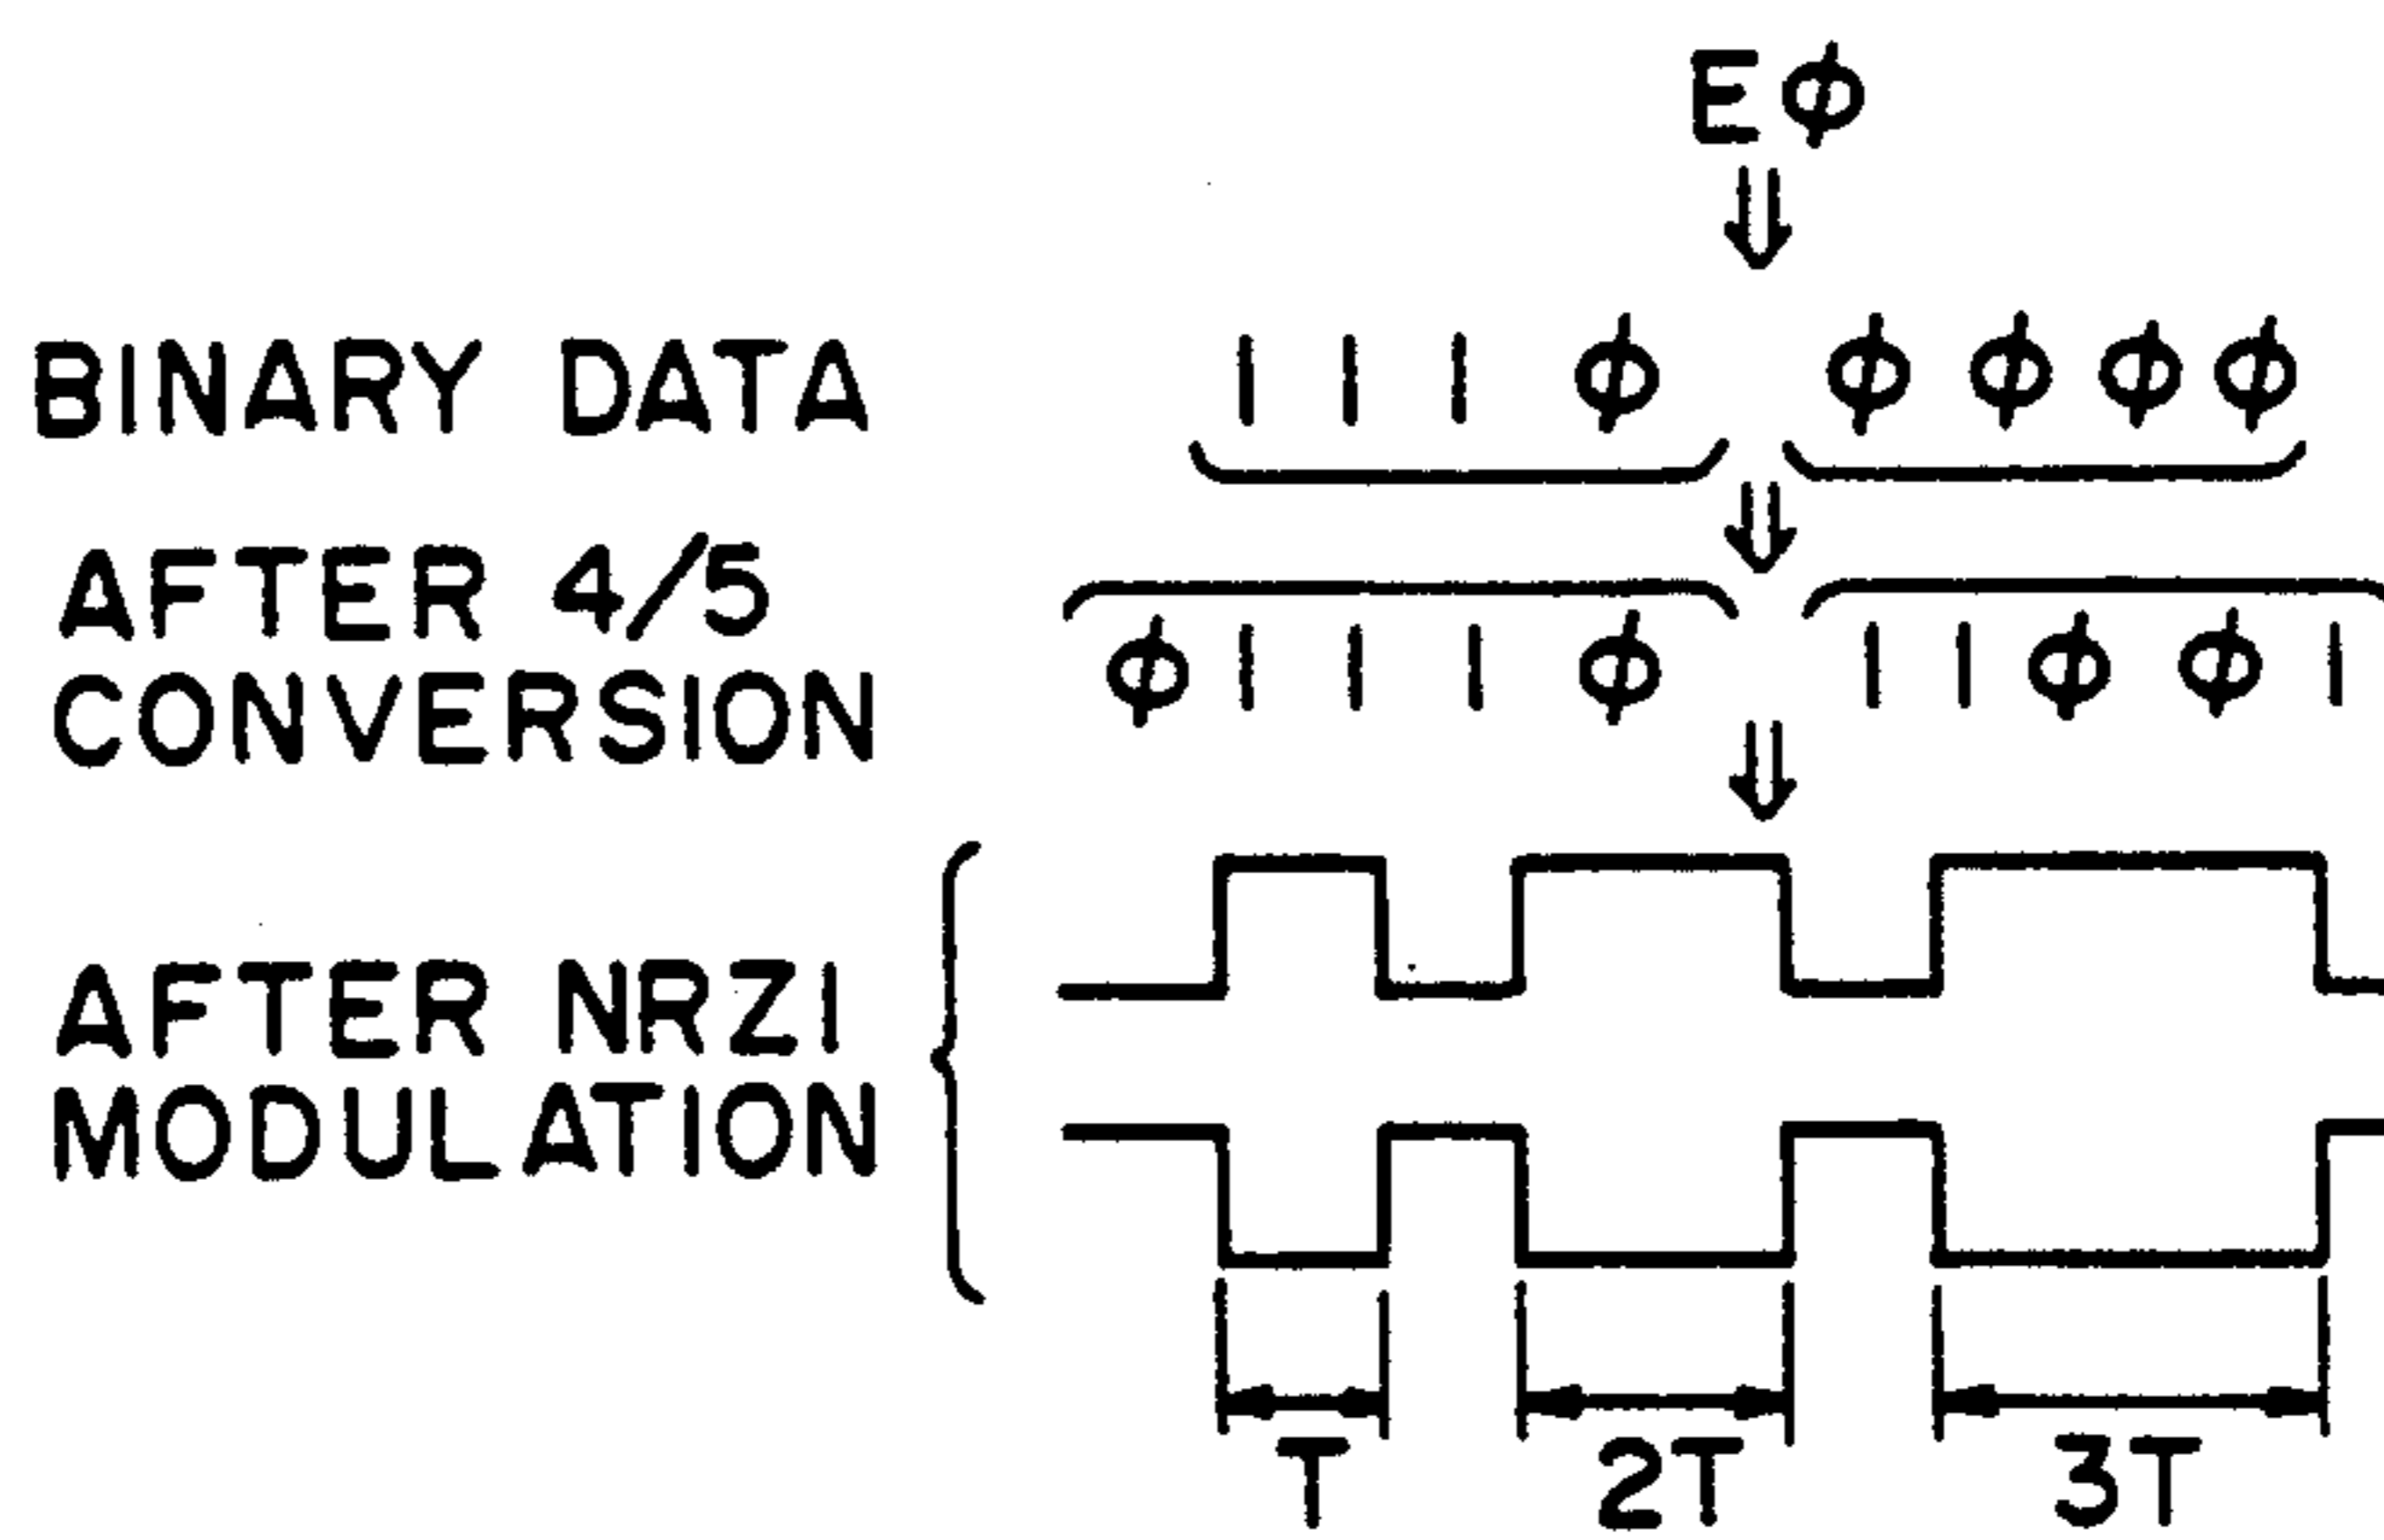 Eϕ
BINARY DATA 1 1 1 ϕ ϕ ϕ ϕ ϕ
AFTER 4/5
CONVERSION
ϕ 1 1 1 ϕ 1 1 ϕ ϕ 1
AFTER NRZI
MODULATION
T 2T 3T